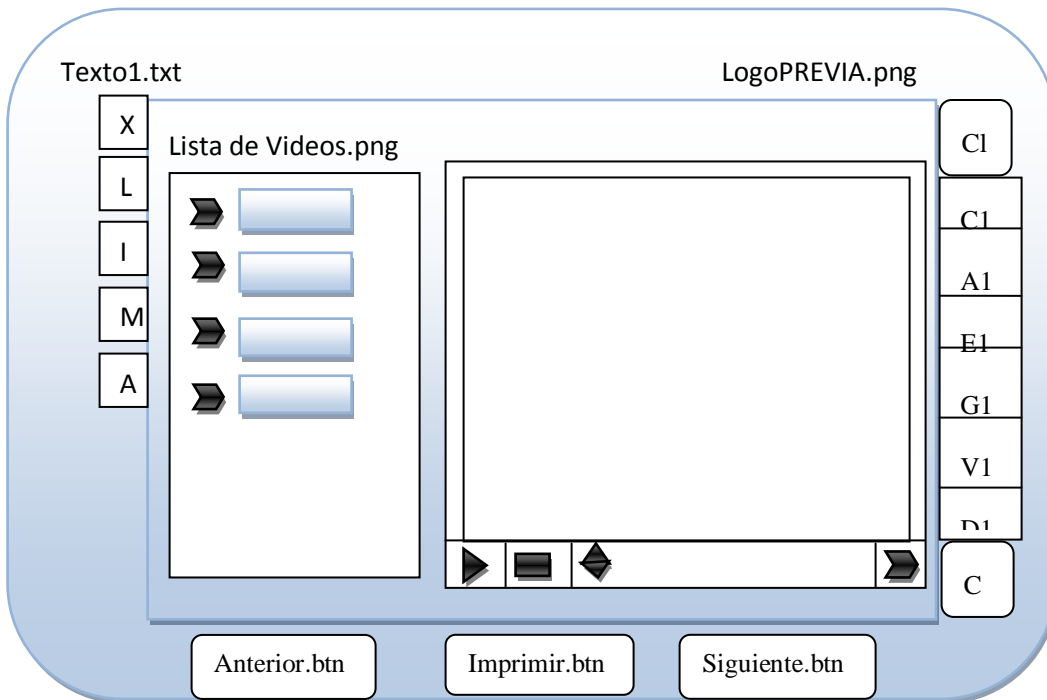 Texto1.txt
LogoPREVIA.png
X
L
I
M
A
Lista de Videos.png
Cl
C1
A1
E1
G1
V1
D1
C
Anterior.btn
Imprimir.btn
Siguiente.btn